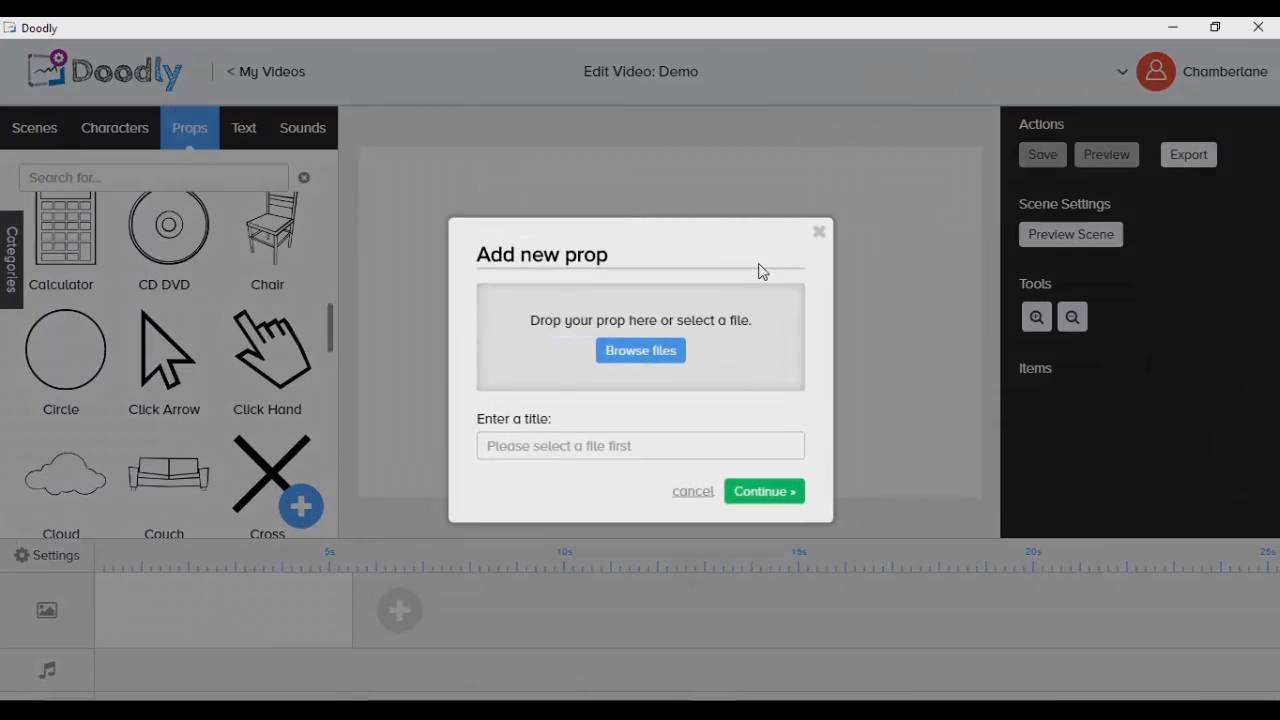 Doodly
Doodly
< My Videos
Edit Video: Demo
Chamberlane
Scenes
Characters
Props
Text
Sounds
Search for...
Categories
Calculator
CD DVD
Chair
Circle
Click Arrow
Click Hand
Cloud
Couch
Cross
Add new prop
Drop your prop here or select a file.
Browse files
Enter a title:
Please select a file first
cancel
Continue »
Actions
Save
Preview
Export
Scene Settings
Preview Scene
Tools
Items
Settings
5s
10s
15s
20s
25s